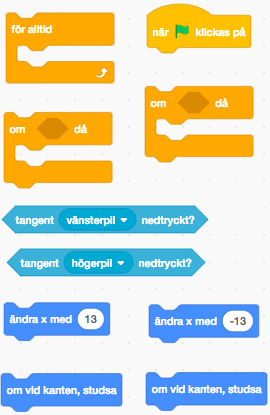 för alltid
när klickas på
om då
om då
tangent vänsterpil nedtryckt?
tangent högerpil nedtryckt?
ändra x med 13
ändra x med -13
om vid kanten, studsa
om vid kanten, studsa